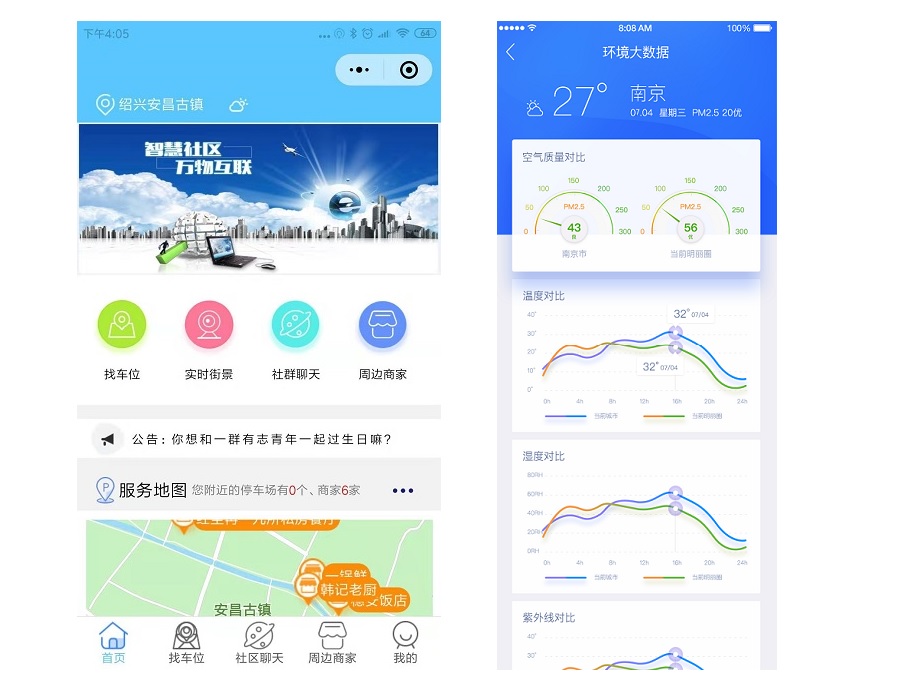 下午4:05
64
绍兴安昌古镇
智慧社区
万物互联
找车位
实时街景
社群聊天
周边商家
公告: 你想和一群有志青年一起过生日嘛?
服务地图 您附近的停车场有0个、商家6家
韩记老厨
德安饭店
安昌古镇
首页
找车位
社区聊天
周边商家
我的
8:08 AM
100%
环境大数据
27°
南京
07.04 星期三 PM2.5 20优
空气质量对比
0
50
100
150
200
250
300
PM2.5
43
南京市
0
50
100
150
200
250
300
PM2.5
56
优
当前明丽圈
温度对比
40°
30°
20°
10°
0°
32° 07/04
32° 07/04
0h 4h 8h 12h 16h 20h 24h
当前城市
当前明丽圈
湿度对比
80RH
60RH
40RH
20RH
0RH
0h 4h 8h 12h 16h 20h 24h
当前城市
当前明丽圈
紫外线对比
40°
30°